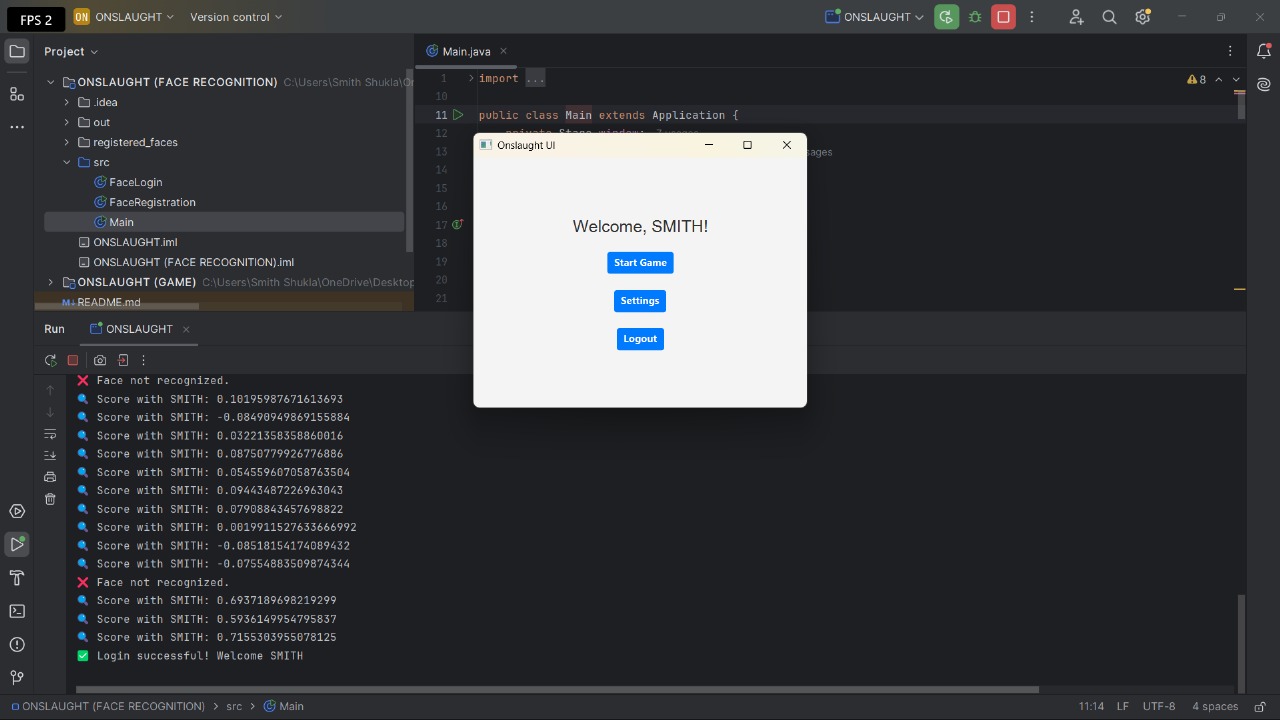 FPS 2
ON ONSLAUGHT Version control ONSLAUGHT
Project
ONSLAUGHT (FACE RECOGNITION) C:\Users\Smith Shukla\On
.idea
out
registered_faces
src
FaceLogin
FaceRegistration
Main
ONSLAUGHT.iml
ONSLAUGHT (FACE RECOGNITION).iml
ONSLAUGHT (GAME) C:\Users\Smith Shukla\OneDrive\Desktop
README.md
Main.java
8
1 import ...
10
11 public class Main extends Application {
12 private Stage window; 7 usages
13 sages
14
15
16
17
18
19
20
21
Onslaught UI
Welcome, SMITH!
Start Game
Settings
Logout
Run ONSLAUGHT
❌ Face not recognized.
🔍 Score with SMITH: 0.10195987671613693
🔍 Score with SMITH: -0.08490949869155884
🔍 Score with SMITH: 0.03221358358860016
🔍 Score with SMITH: 0.08750779926776886
🔍 Score with SMITH: 0.054559607058763504
🔍 Score with SMITH: 0.09443487226963043
🔍 Score with SMITH: 0.07908843457698822
🔍 Score with SMITH: 0.0019911527633666992
🔍 Score with SMITH: -0.08518154174089432
🔍 Score with SMITH: -0.07554883509874344
❌ Face not recognized.
🔍 Score with SMITH: 0.6937189698219299
🔍 Score with SMITH: 0.5936149954795837
🔍 Score with SMITH: 0.7155303955078125
✅ Login successful! Welcome SMITH
ONSLAUGHT (FACE RECOGNITION) > src > Main
11:14 LF UTF-8 4 spaces